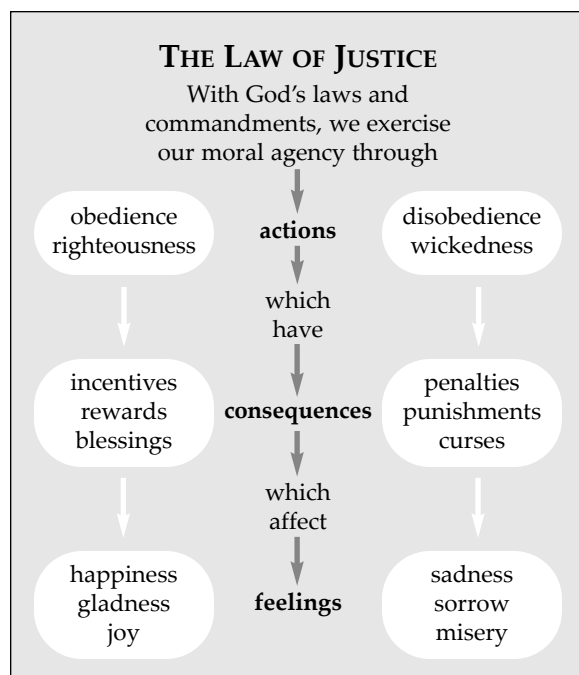 THE LAW OF JUSTICE
With God's laws and
commandments, we exercise
our moral agency through
obedience
righteousness
actions
disobedience
wickedness
which
have
incentives
rewards
blessings
consequences
penalties
punishments
curses
which
affect
happiness
gladness
joy
feelings
sadness
sorrow
misery